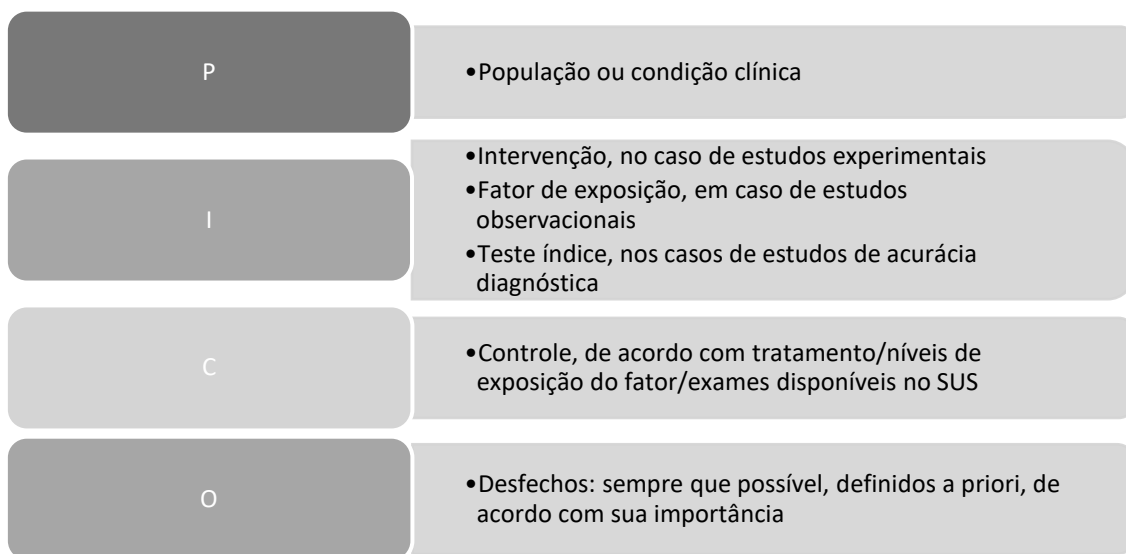 P
•População ou condição clínica
I
•Intervenção, no caso de estudos experimentais
•Fator de exposição, em caso de estudos
observacionais
•Teste índice, nos casos de estudos de acurácia
diagnóstica
C
•Controle, de acordo com tratamento/níveis de
exposição do fator/exames disponíveis no SUS
O
•Desfechos: sempre que possível, definidos a priori, de
acordo com sua importância